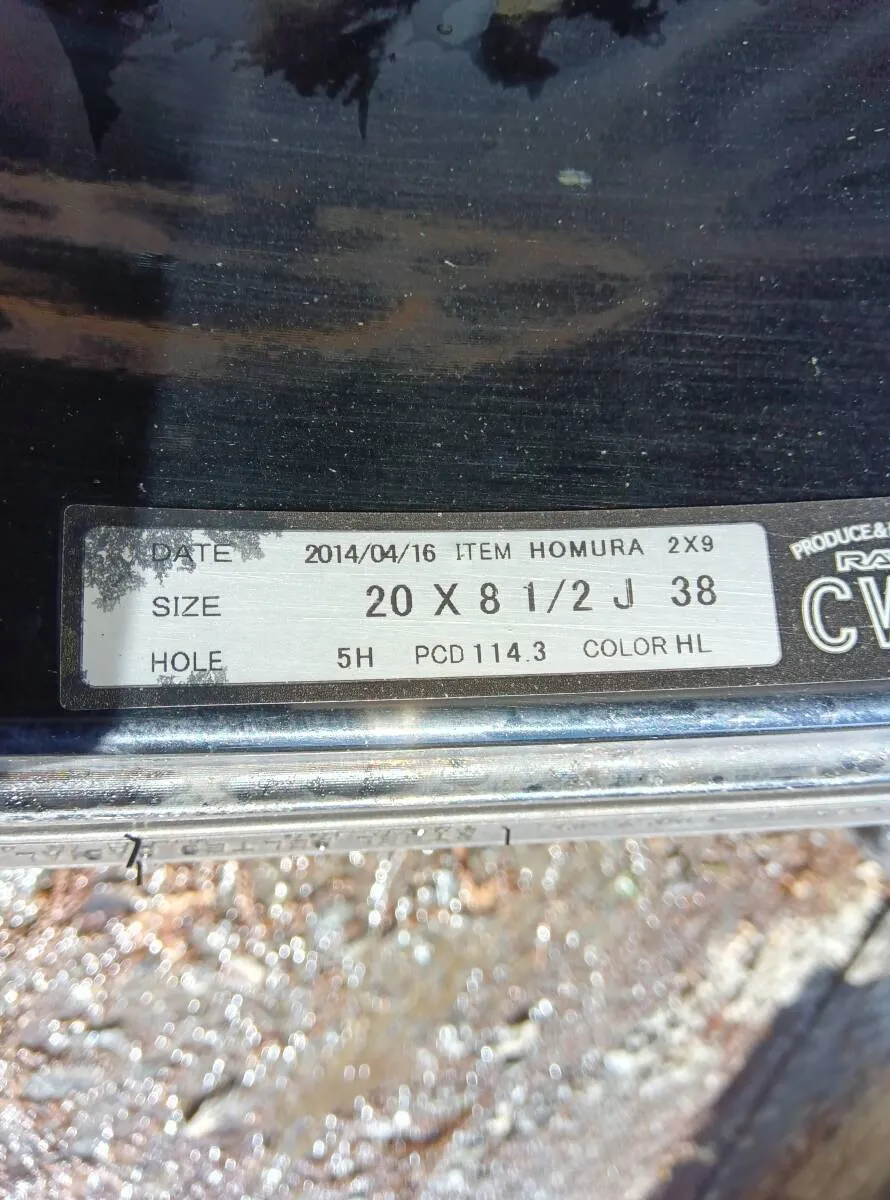 DATE 2014/04/16 ITEM HOMURA 2X9
SIZE 20 X 8 1/2 J 38
HOLE 5H PCD 114.3 COLOR HL
PRODUCE&
RA
CW